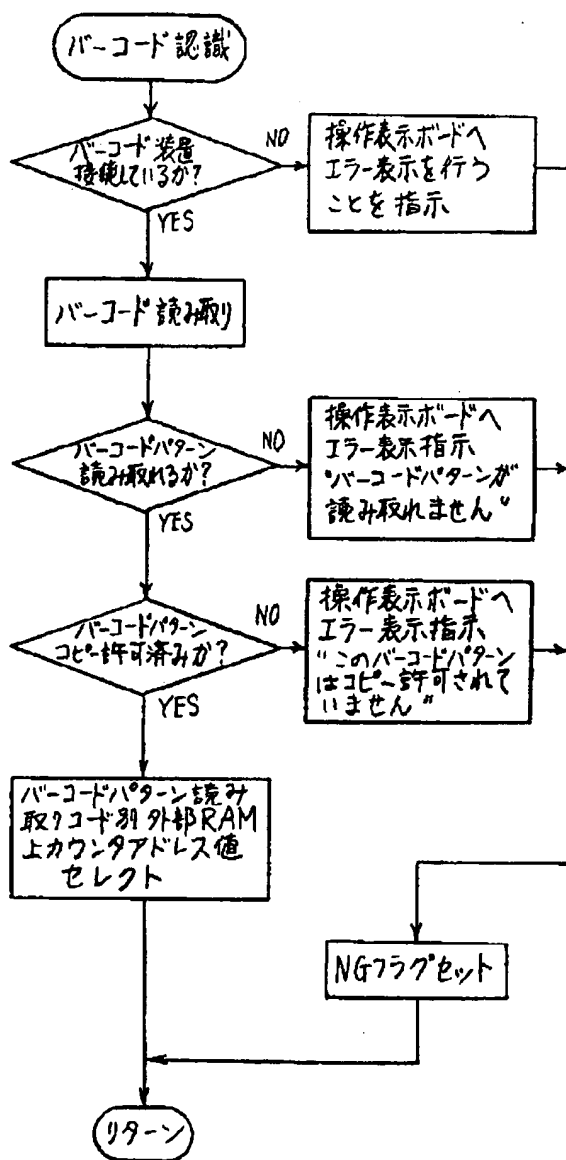 バーコード認識
バーコード装置
接続しているか?
NO
操作表示ボードへ
エラー表示を行う
ことを指示
YES
バーコード読み取り
バーコードパターン
読み取れるか?
NO
操作表示ボードへ
エラー表示指示
"バーコードパターンが
読み取れません"
YES
バーコードパターン
コピー許可済みか?
NO
操作表示ボードへ
エラー表示指示
"このバーコードパターン
はコピー許可されて
いません"
YES
バーコードパターン読み
取りコード別外部RAM
上カウンタアドレス値
セレクト
NGフラグセット
リターン